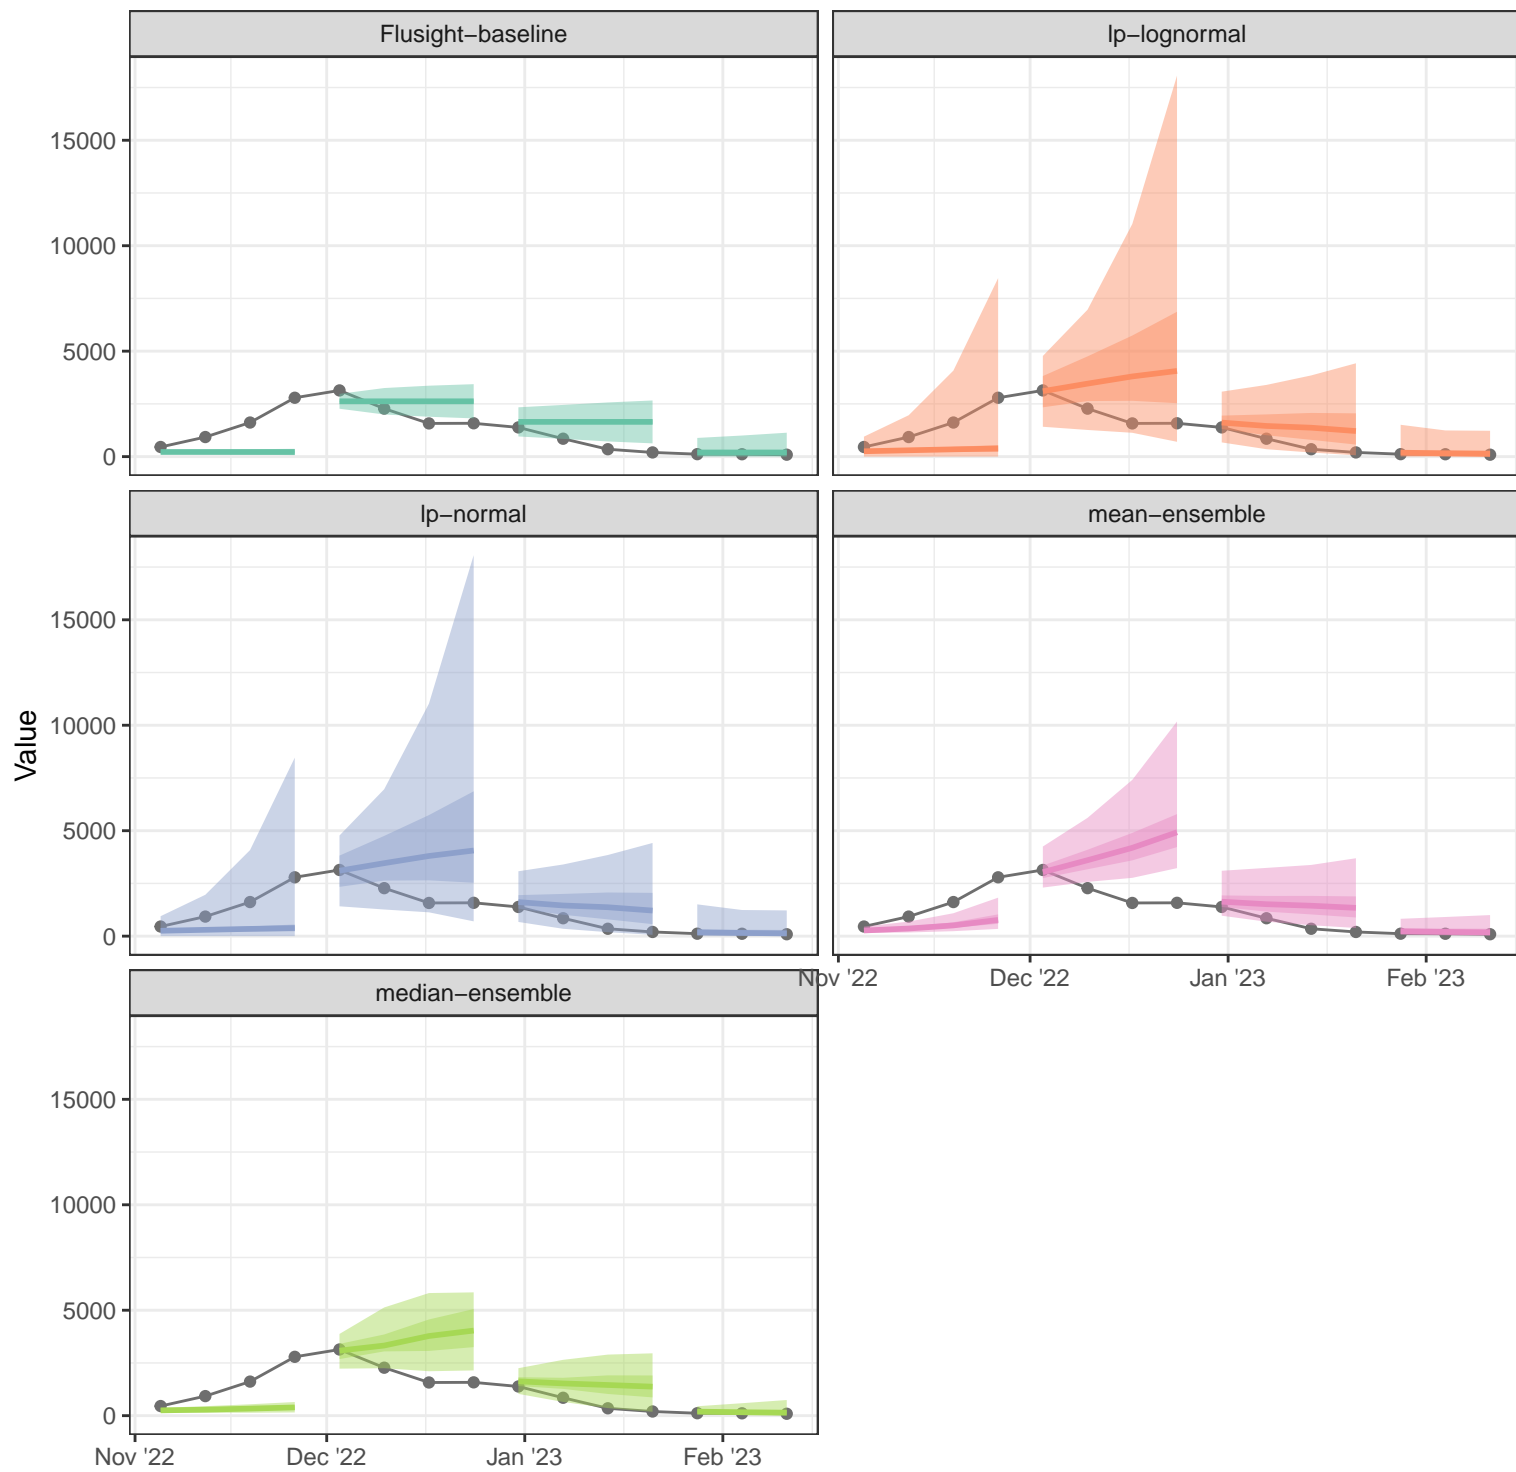 Flusight−baseline
lp−lognormal
15000
10000
5000
0
lp−normal
mean−ensemble
Value
15000
10000
5000
0
Nov '22
Dec '22
Jan '23
Feb '23
median−ensemble
15000
10000
5000
0
Nov '22
Dec '22
Jan '23
Feb '23